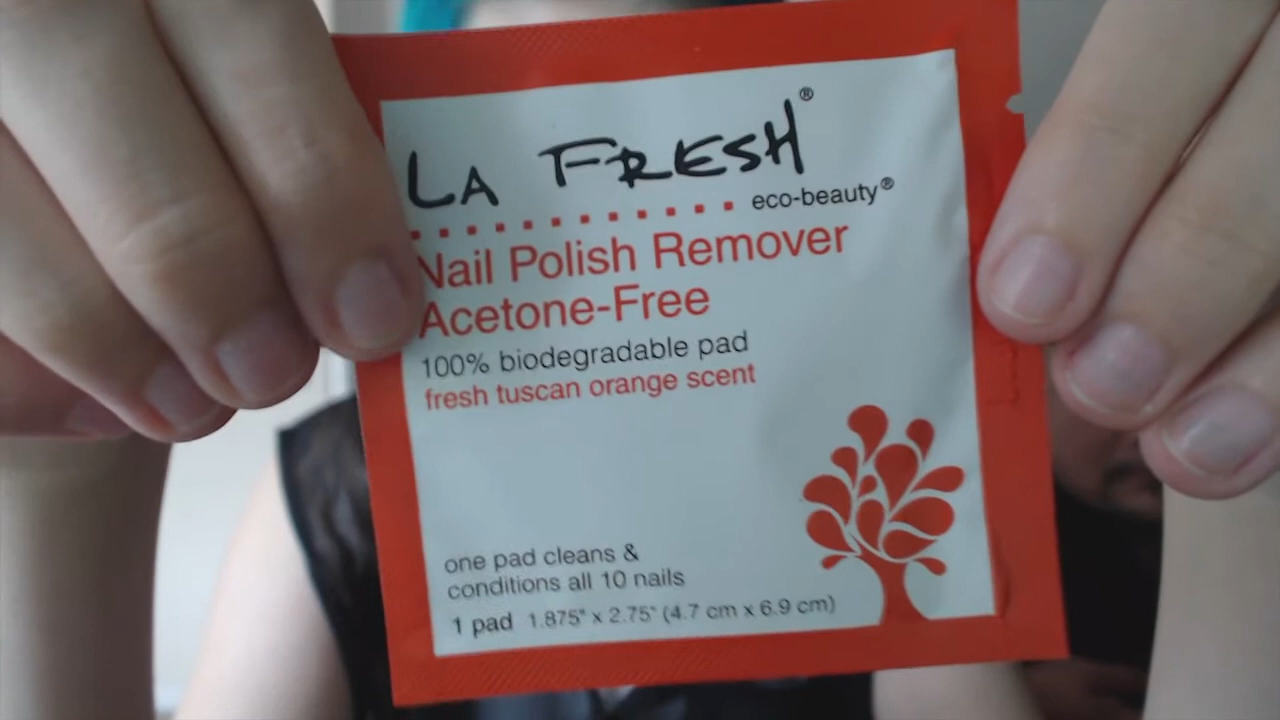 LA FRESH®
eco-beauty®
Nail Polish Remover
Acetone-Free
100% biodegradable pad
fresh tuscan orange scent
one pad cleans &
conditions all 10 nails
1 pad 1.875" x 2.75" (4.7 cm x 6.9 cm)